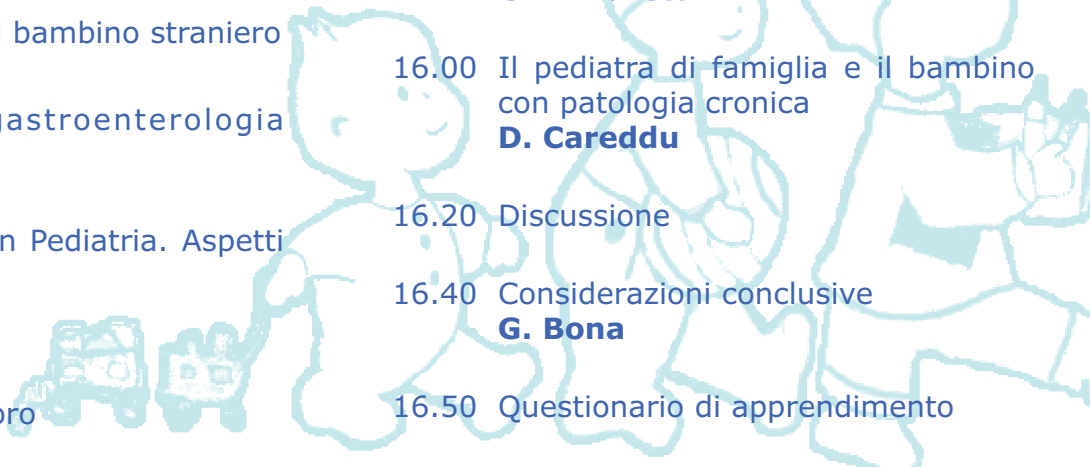 bambino straniero
gastroenterologia
n Pediatria. Aspetti
oro
16.00 Il pediatra di famiglia e il bambino
con patologia cronica
D. Careddu
16.20 Discussione
16.40 Considerazioni conclusive
G. Bona
16.50 Questionario di apprendimento